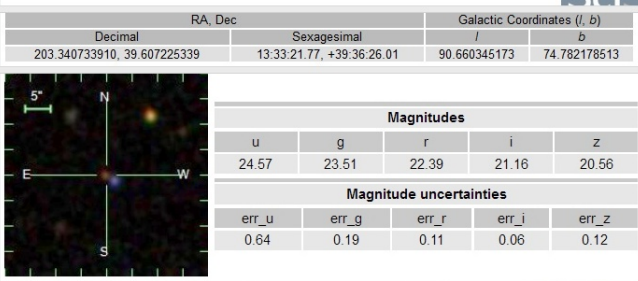 RA, Dec Galactic Coordinates (l, b)
Decimal Sexagesimal l b
203.340733910, 39.607225339 13:33:21.77, +39:36:26.01 90.660345173 74.782178513
5"
N
E
W
S
Magnitudes
u g r i z
24.57 23.51 22.39 21.16 20.56
Magnitude uncertainties
err_u err_g err_r err_i err_z
0.64 0.19 0.11 0.06 0.12